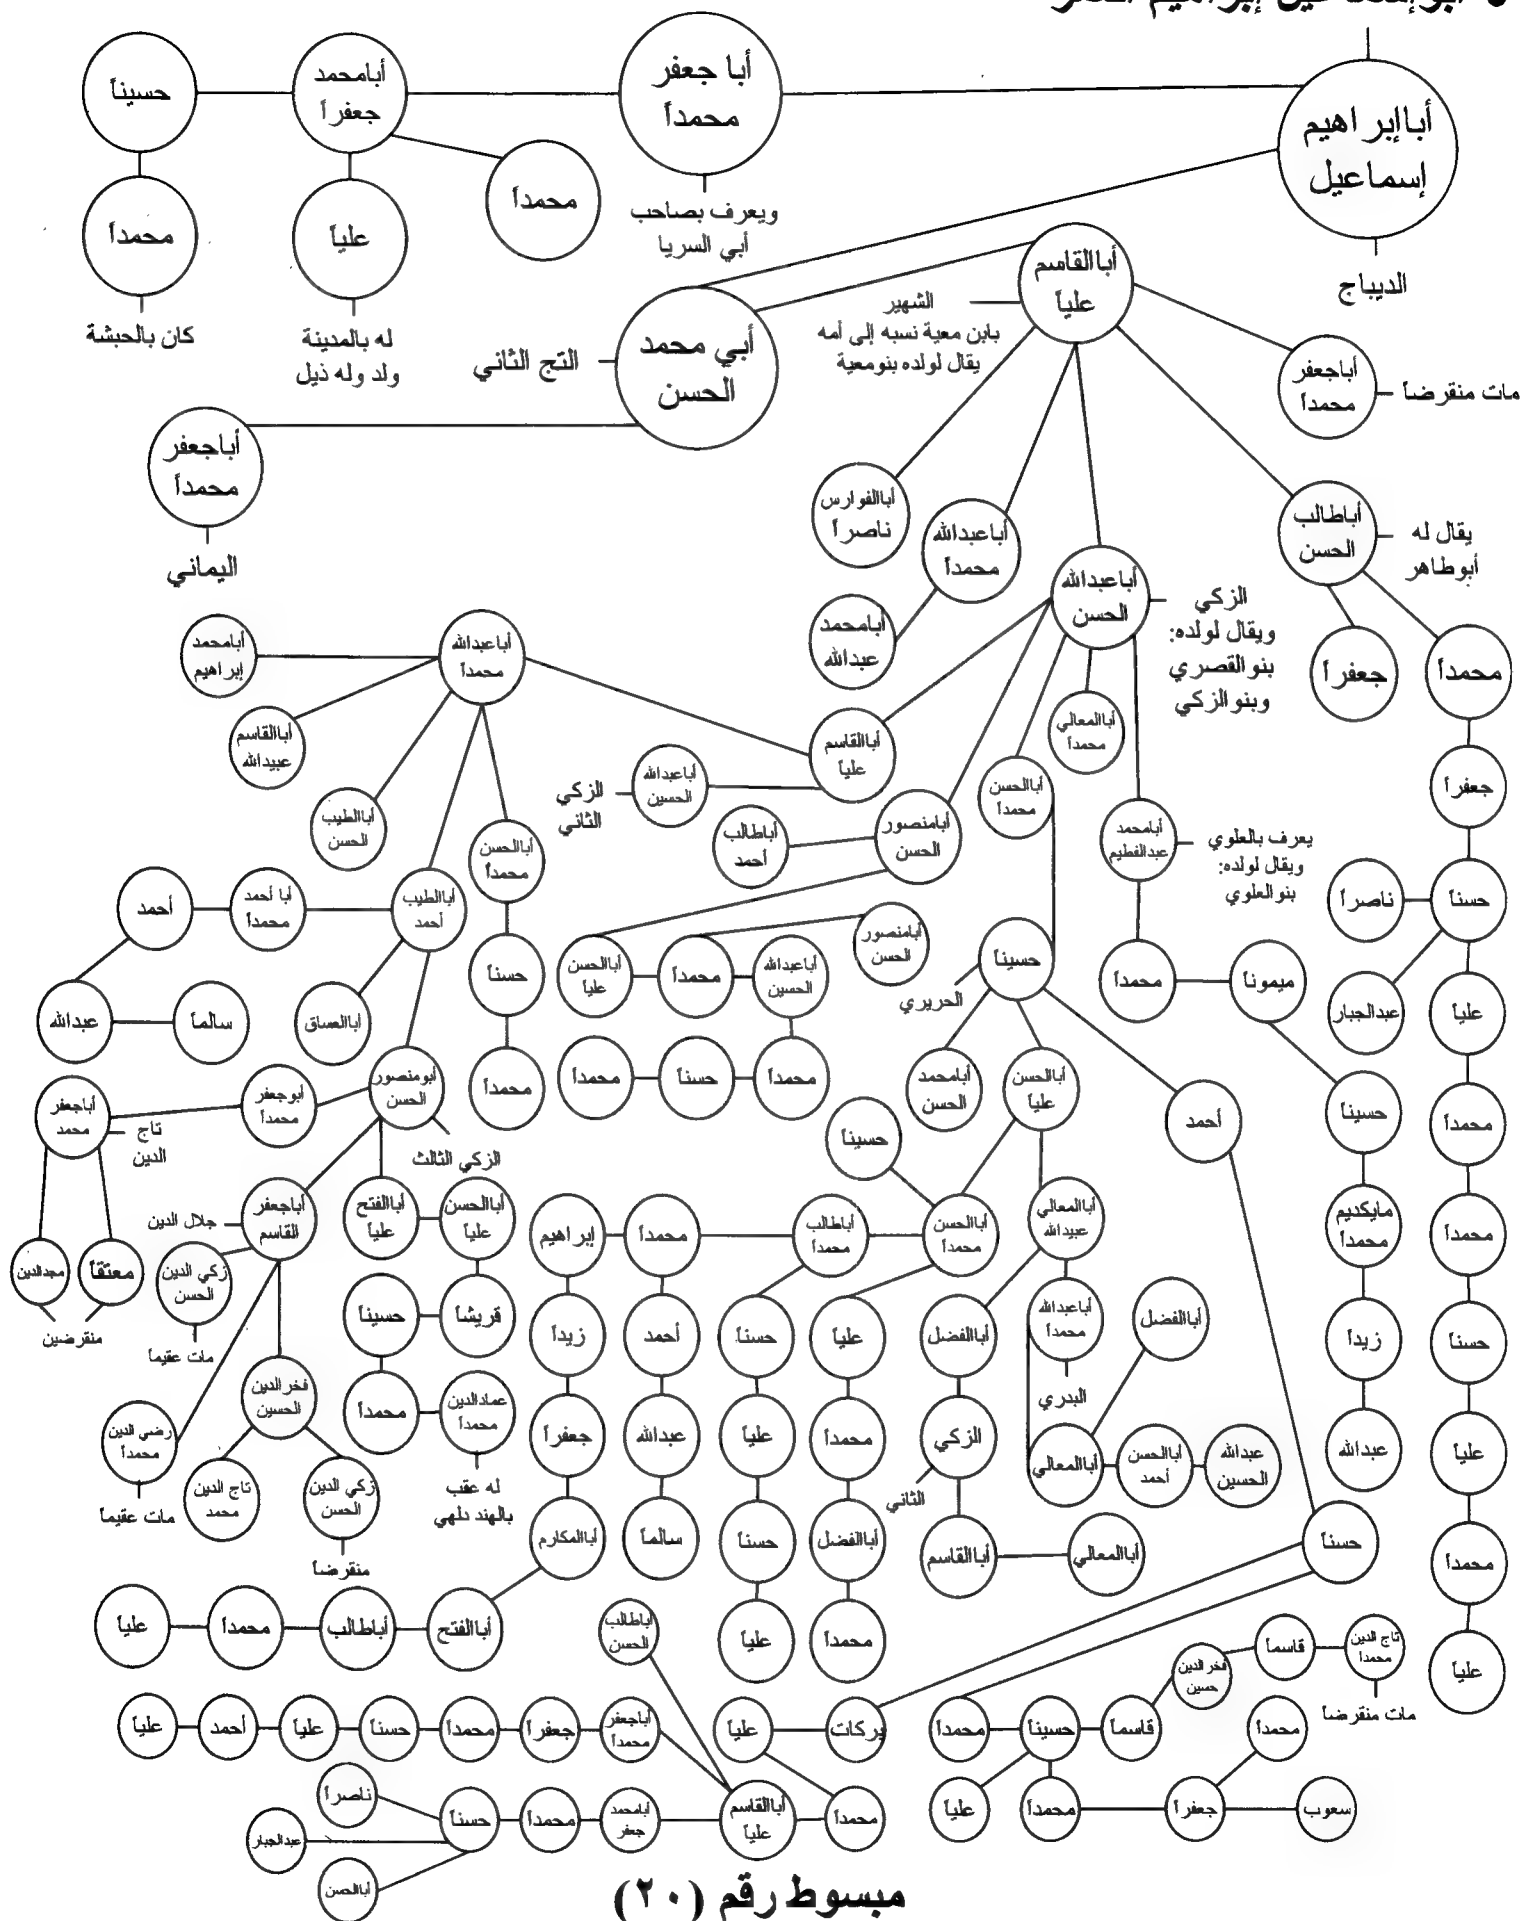 أبا إبراهيم
إسماعيل
الديباج
أبا جعفر
محمداً
ويعرف بصاحب
أبي السريا
أبامحمد
جعفراً
حسيناً
محمداً
علياً
محمداً
له بالمدينة
ولد وله ذيل
كان بالحبشة
أبي محمد
الحسن
التج الثاني
أباجعفر
محمداً
اليماني
أباالقاسم
علياً
الشهير
بابن معية نسبه إلى أمه
يقال لولده بنومعية
أباجعفر
محمداً
مات منقرضاً
أباطالب
الحسن
يقال له
أبوطاهر
أباعبدالله
الحسن
الزكي
ويقال لولده:
بنو القصري
وبنو الزكي
أباعبدالله
محمداً
أباالفوارس
ناصراً
أبامحمد
عبدالله
جعفراً
محمداً
جعفراً
حسناً
ناصراً
عبدالجبار
علياً
محمداً
محمداً
حسناً
علياً
محمداً
علياً
أباالمعالي
محمداً
أبامحمد
عبدالفطيم
يعرف بالعلوي
ويقال لولده:
بنو العلوي
محمداً
ميموناً
حسيناً
مايكديم
محمداً
زيداً
عبدالله
أباالحسن
محمداً
حسيناً
الحريري
أبامحمد
الحسن
أباالحسن
علياً
أحمد
حسناً
أبامنصور
الحسن
أباطالب
أحمد
أباالحسن
علياً
محمداً
أبامنصور
الحسن
أباعبدالله
الحسين
محمداً
حسناً
محمداً
أباالقاسم
علياً
أباعبدالله
الحسين
الزكي
الثاني
أباعبدالله
محمداً
أبامحمد
إبراهيم
أباالقاسم
عبيدالله
أباالطيب
الحسن
أباالحسن
محمداً
حسناً
محمداً
أباالطيب
أحمد
أبا أحمد
محمداً
أحمد
عبدالله
سالماً
أباالعساق
أبومنصور
الحسن
الزكي الثالث
أبوجعفر
محمداً
أباجعفر
محمد
تاج
الدين
مجدالدين
معتقاً
منقرضين
أباجعفر
القاسم
جلال الدين
زكي الدين
الحسن
مات عقيماً
رضي الدين
محمداً
مات عقيماً
فخر الدين
الحسين
تاج الدين
محمد
زكي الدين
الحسن
منقرضاً
أباالفتح
علياً
أباالحسن
علياً
قريشاً
حسيناً
محمداً
عمادالدين
محمداً
له عقب
بالهند دلهي
حسيناً
أباالحسن
محمداً
أباطالب
محمداً
محمداً
إبراهيم
زيداً
جعفراً
أباالمكارم
أباالفتح
أباطالب
محمداً
علياً
أحمد
عبدالله
سالماً
حسناً
علياً
حسناً
علياً
علياً
محمداً
أباالفضل
محمداً
أباالمعالي
عبيدالله
أباالفضل
الزكي
الثاني
أباالقاسم
أباالمعالي
أباعبدالله
محمداً
البدري
أباالمعالي
أباالفضل
أباالحسن
أحمد
عبدالله
الحسين
بركات
علياً
محمداً
أباالقاسم
علياً
أباطالب
الحسن
أباجعفر
محمداً
جعفراً
محمداً
حسناً
علياً
أحمد
علياً
أبامحمد
جعفر
محمداً
حسناً
ناصراً
عبدالجبار
أباالحسن
محمداً
حسيناً
قاسماً
فخر الدين
حسين
قاسماً
تاج الدين
محمداً
مات منقرضاً
علياً
محمداً
جعفراً
محمداً
سعوب
مبسوط رقم (٢٠)